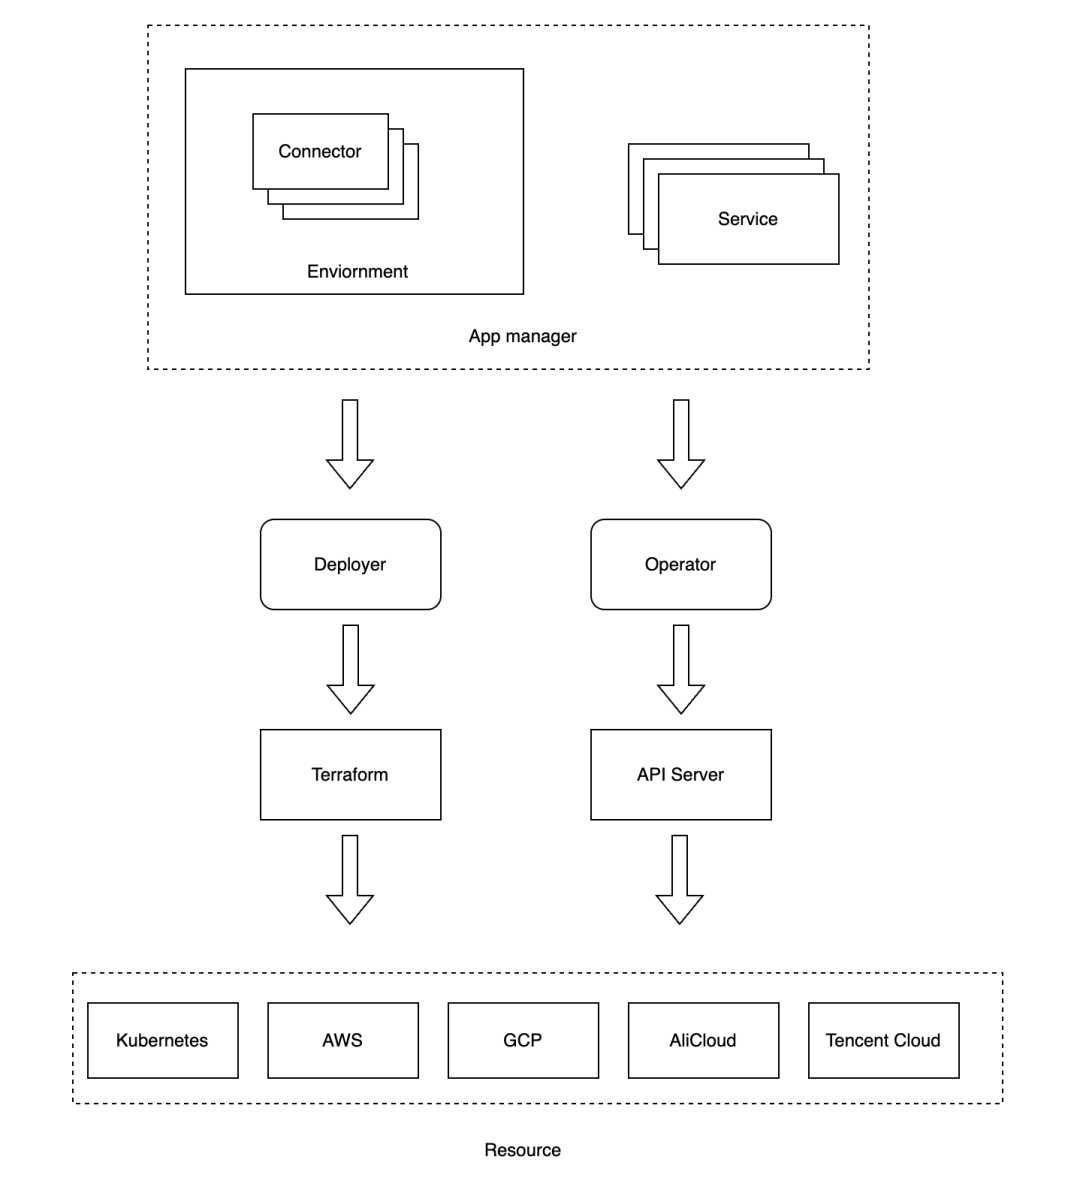 Connector
Service
Enviornment
App manager
Deployer
Operator
Terraform
API Server
Kubernetes
AWS
GCP
AliCloud
Tencent Cloud
Resource